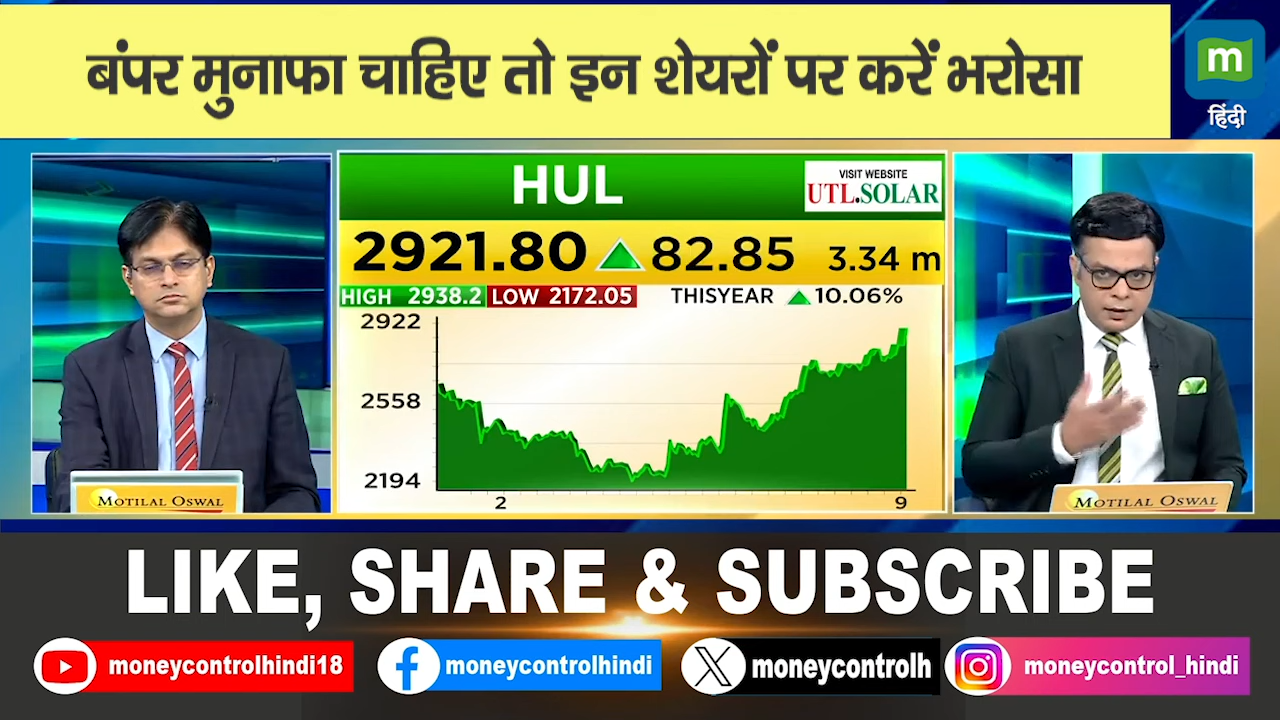 बंपर मुनाफा चाहिए तो इन शेयरों पर करें भरोसा
m
हिंदी
HUL
VISIT WEBSITE
UTL.SOLAR
2921.80 82.85 3.34 m
HIGH 2938.2 LOW 2172.05 THISYEAR 10.06%
2922
2558
2194
2 9
MOTILAL OSWAL
MOTILAL OSWAL
LIKE, SHARE & SUBSCRIBE
moneycontrolhindi18 moneycontrolhindi moneycontrolh moneycontrol_hindi